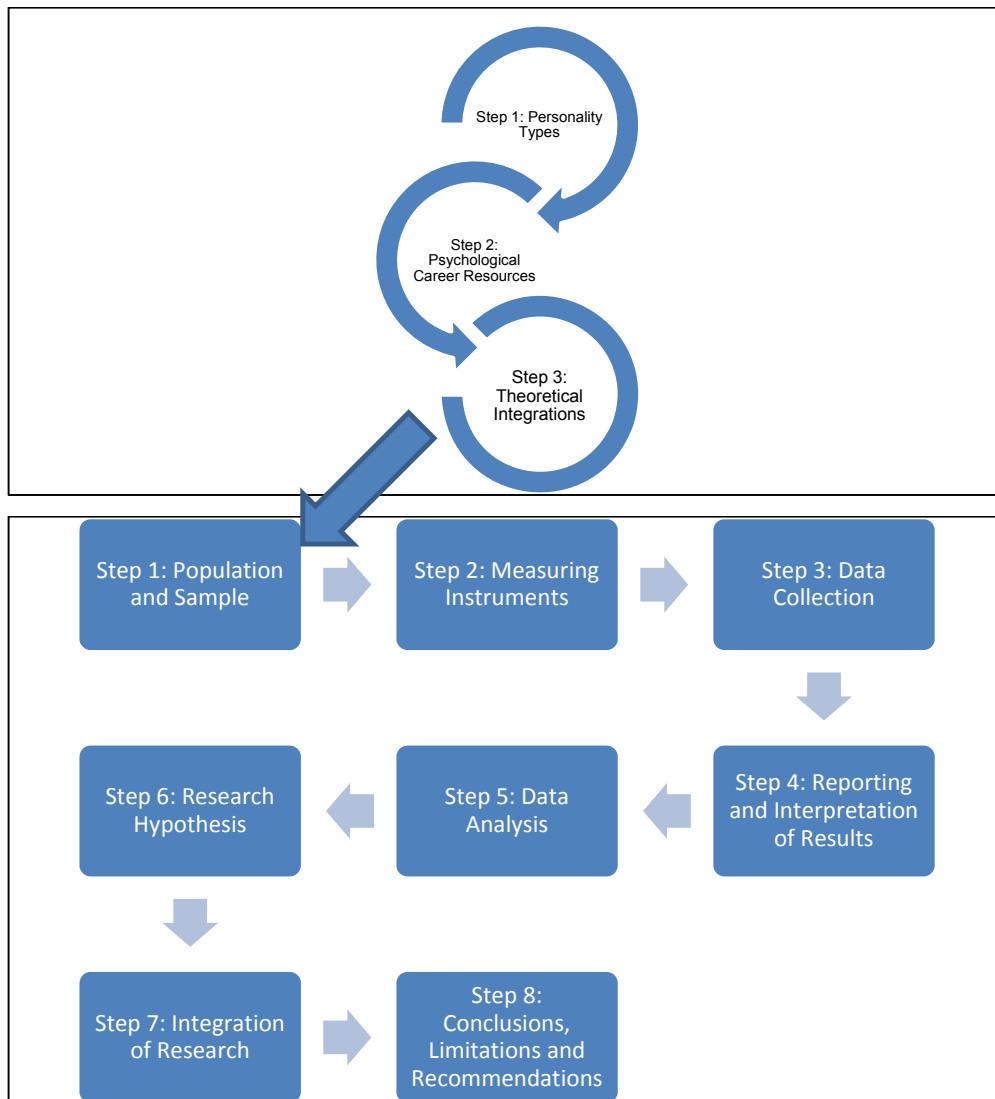 Step 1: Personality
Types
Step 2:
Psychological
Career Resources
Step 3:
Theoretical
Integrations
Step 1: Population
and Sample
Step 2: Measuring
Instruments
Step 3: Data
Collection
Step 4: Reporting
and Interpretation
of Results
Step 5: Data
Analysis
Step 6: Research
Hypothesis
Step 7: Integration
of Research
Step 8:
Conclusions,
Limitations and
Recommendations